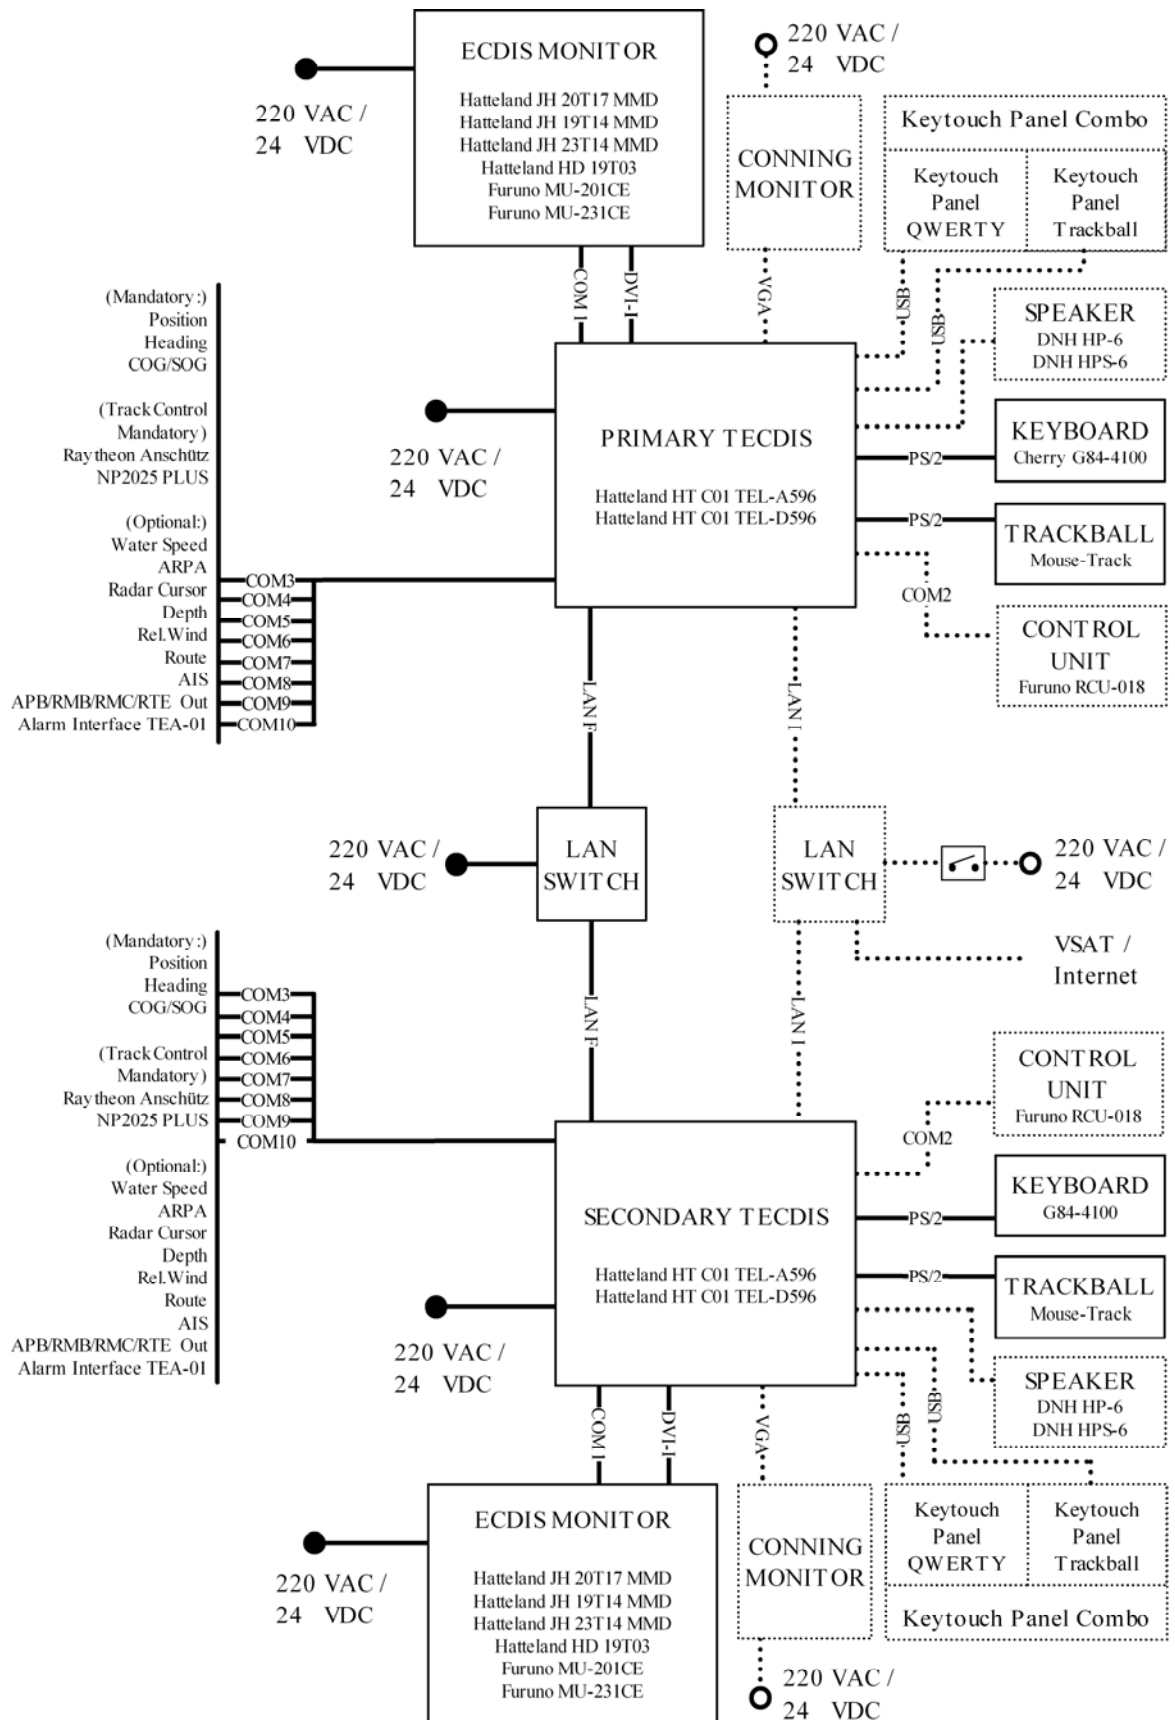 ECDIS MONITOR
Hatteland JH 20T17 MMD
Hatteland JH 19T14 MMD
Hatteland JH 23T14 MMD
Hatteland HD 19T03
Furuno MU-201CE
Furuno MU-231CE
220 VAC /
24 VDC
220 VAC /
24 VDC
CONNING
MONITOR
Keytouch Panel Combo
Keytouch
Panel
QWERTY
Keytouch
Panel
Trackball
COM 1
DVI-I
VGA
USB
USB
SPEAKER
DNH HP-6
DNH HPS-6
KEYBOARD
Cherry G84-4100
PS/2
TRACKBALL
Mouse-Track
PS/2
COM2
CONTROL
UNIT
Furuno RCU-018
PRIMARY TECDIS
Hatteland HT C01 TEL-A596
Hatteland HT C01 TEL-D596
220 VAC /
24 VDC
(Mandatory:)
Position
Heading
COG/SOG
(Track Control
Mandatory)
Raytheon Anschütz
NP2025 PLUS
(Optional:)
Water Speed
ARPA
Radar Cursor
Depth
Rel.Wind
Route
AIS
APB/RMB/RMC/RTE Out
Alarm Interface TEA-01
COM3
COM4
COM5
COM6
COM7
COM8
COM9
COM10
LAN F
LAN I
220 VAC /
24 VDC
LAN
SWITCH
LAN
SWITCH
220 VAC /
24 VDC
VSAT /
Internet
LAN F
LAN I
(Mandatory:)
Position
Heading
COG/SOG
(Track Control
Mandatory)
Raytheon Anschütz
NP2025 PLUS
(Optional:)
Water Speed
ARPA
Radar Cursor
Depth
Rel.Wind
Route
AIS
APB/RMB/RMC/RTE Out
Alarm Interface TEA-01
COM3
COM4
COM5
COM6
COM7
COM8
COM9
COM10
SECONDARY TECDIS
Hatteland HT C01 TEL-A596
Hatteland HT C01 TEL-D596
220 VAC /
24 VDC
CONTROL
UNIT
Furuno RCU-018
COM2
KEYBOARD
G84-4100
PS/2
TRACKBALL
Mouse-Track
PS/2
SPEAKER
DNH HP-6
DNH HPS-6
COM 1
DVI-I
VGA
USB
USB
ECDIS MONITOR
Hatteland JH 20T17 MMD
Hatteland JH 19T14 MMD
Hatteland JH 23T14 MMD
Hatteland HD 19T03
Furuno MU-201CE
Furuno MU-231CE
220 VAC /
24 VDC
CONNING
MONITOR
Keytouch
Panel
QWERTY
Keytouch
Panel
Trackball
Keytouch Panel Combo
220 VAC /
24 VDC